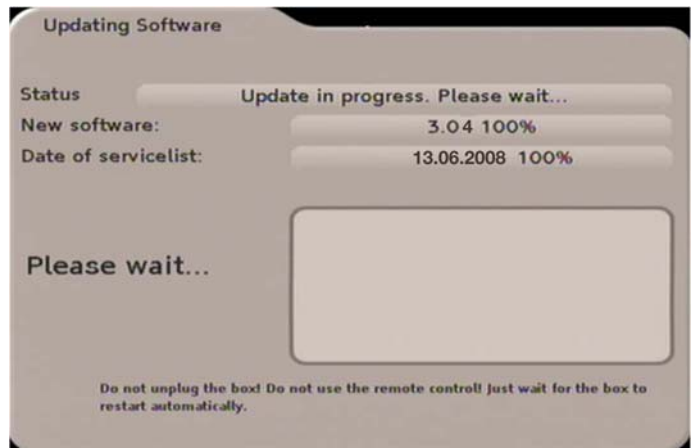 Updating Software
Status Update in progress. Please wait...
New software: 3.04 100%
Date of servicelist: 13.06.2008 100%
Please wait...
Do not unplug the box! Do not use the remote control! Just wait for the box to
restart automatically.